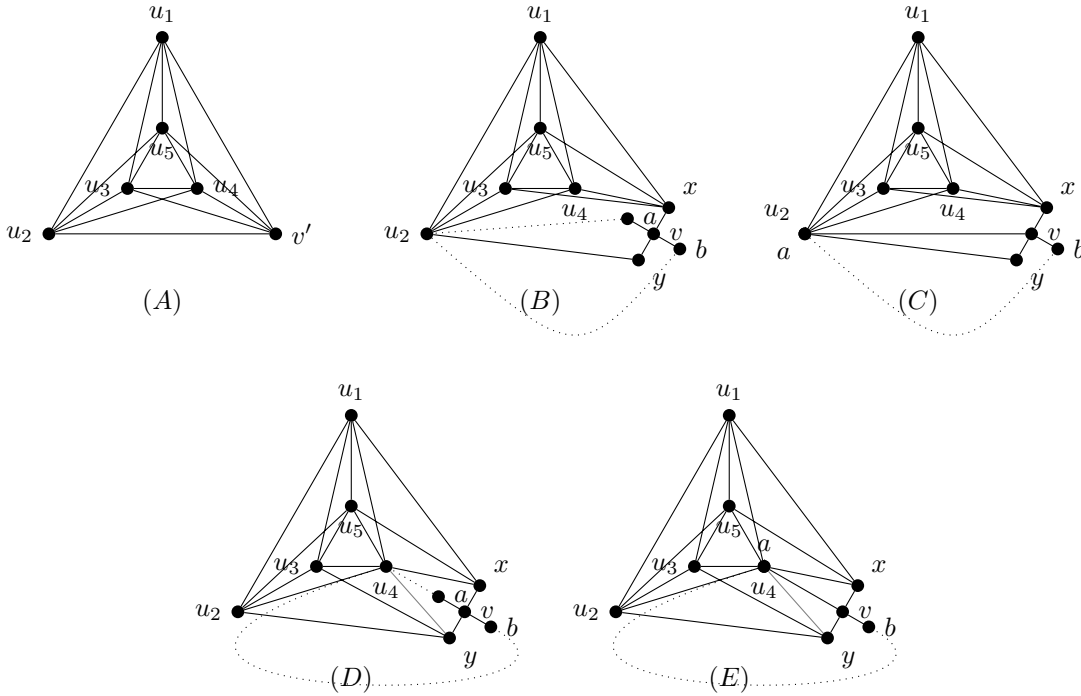 u₁
u₅
u₃ u₄
u₂ v′
(A)
u₁
u₅
x
u₃
u₄ a
u₂ v
b
y
(B)
u₁
u₅
x
u₃
u₂ u₄
v
a b
y
(C)
u₁
u₅
u₃ x
u₄ a v
u₂ b
y
(D)
u₁
u₅
a
u₃ x
u₄
u₂ v b
y
(E)